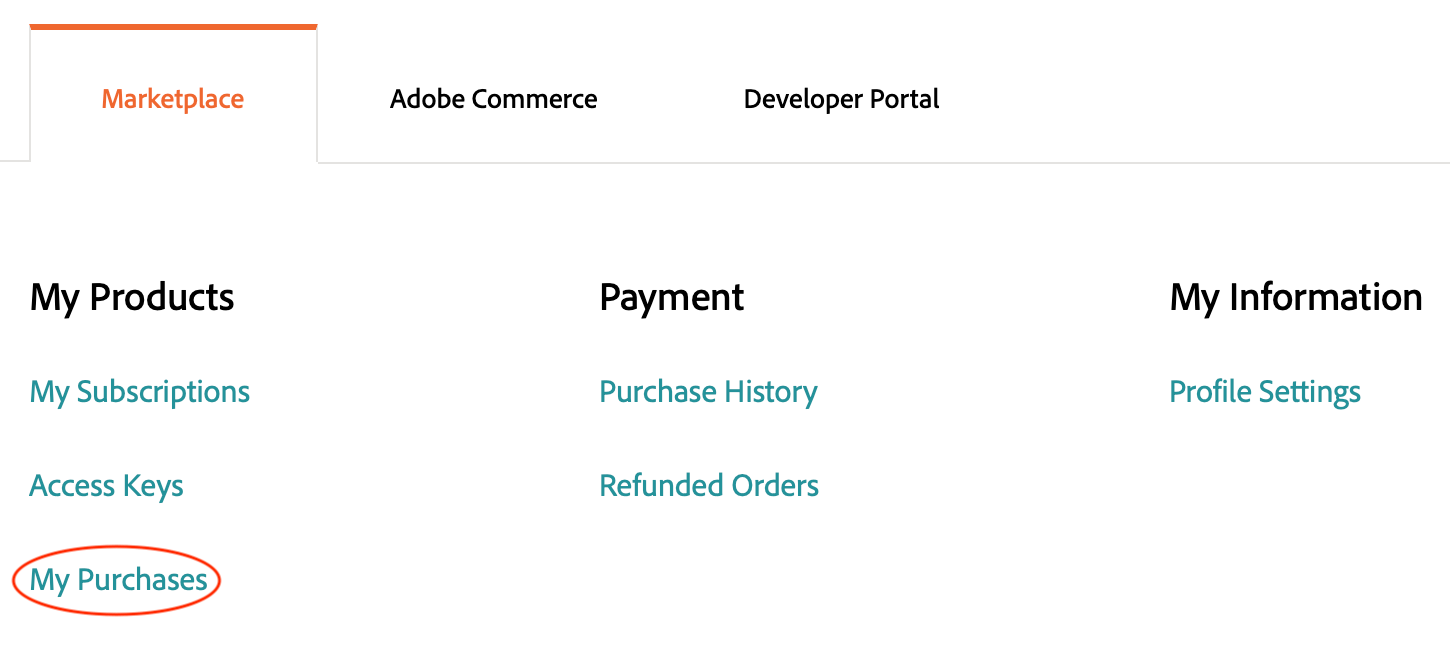 Marketplace
Adobe Commerce
Developer Portal
My Products
My Subscriptions
Access Keys
My Purchases
Payment
Purchase History
Refunded Orders
My Information
Profile Settings